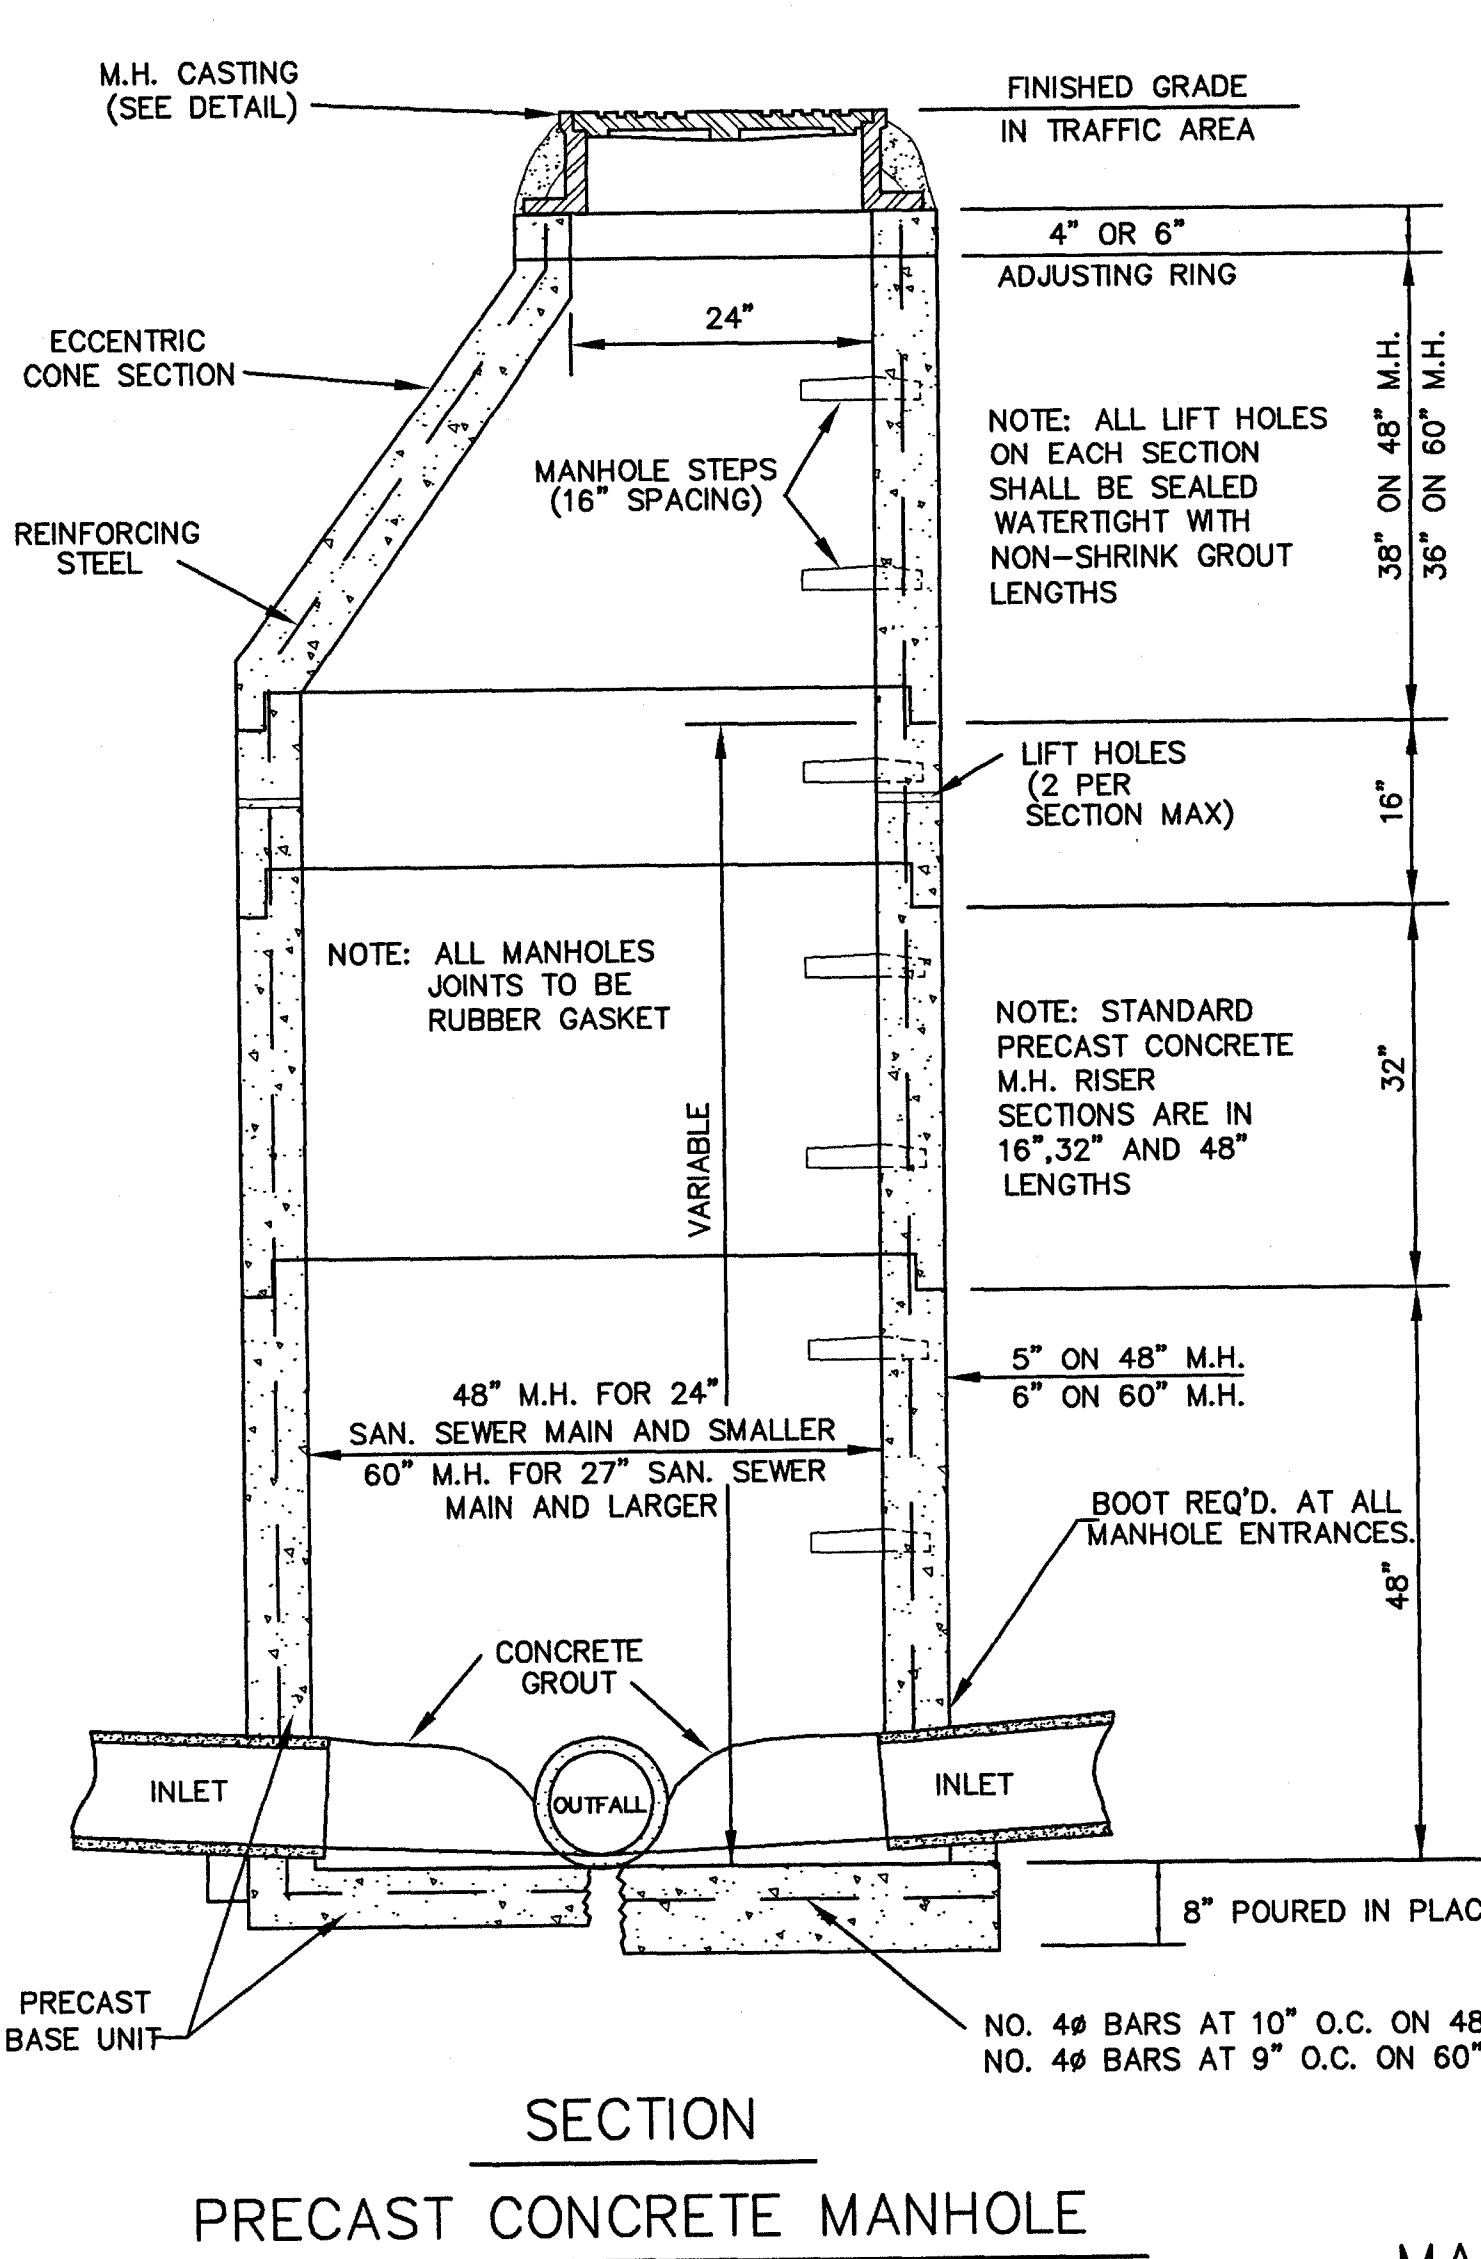 M.H. CASTING
(SEE DETAIL)
FINISHED GRADE
IN TRAFFIC AREA
4” OR 6”
ADJUSTING RING
24”
ECCENTRIC
CONE SECTION
38” ON 48” M.H.
36” ON 60” M.H.
NOTE: ALL LIFT HOLES
ON EACH SECTION
SHALL BE SEALED
WATERTIGHT WITH
NON–SHRINK GROUT
LENGTHS
MANHOLE STEPS
(16” SPACING)
REINFORCING
STEEL
LIFT HOLES
(2 PER
SECTION MAX)
16”
NOTE: ALL MANHOLES
JOINTS TO BE
RUBBER GASKET
NOTE: STANDARD
PRECAST CONCRETE
M.H. RISER
SECTIONS ARE IN
16”,32” AND 48”
LENGTHS
32”
VARIABLE
5” ON 48” M.H.
6” ON 60” M.H.
48” M.H. FOR 24”
SAN. SEWER MAIN AND SMALLER
60” M.H. FOR 27” SAN. SEWER
MAIN AND LARGER
BOOT REQ'D. AT ALL
MANHOLE ENTRANCES.
48”
CONCRETE
GROUT
INLET
OUTFALL
INLET
8” POURED IN PLAC
PRECAST
BASE UNIT
NO. 4ø BARS AT 10” O.C. ON 48
NO. 4ø BARS AT 9” O.C. ON 60”
SECTION
PRECAST CONCRETE MANHOLE